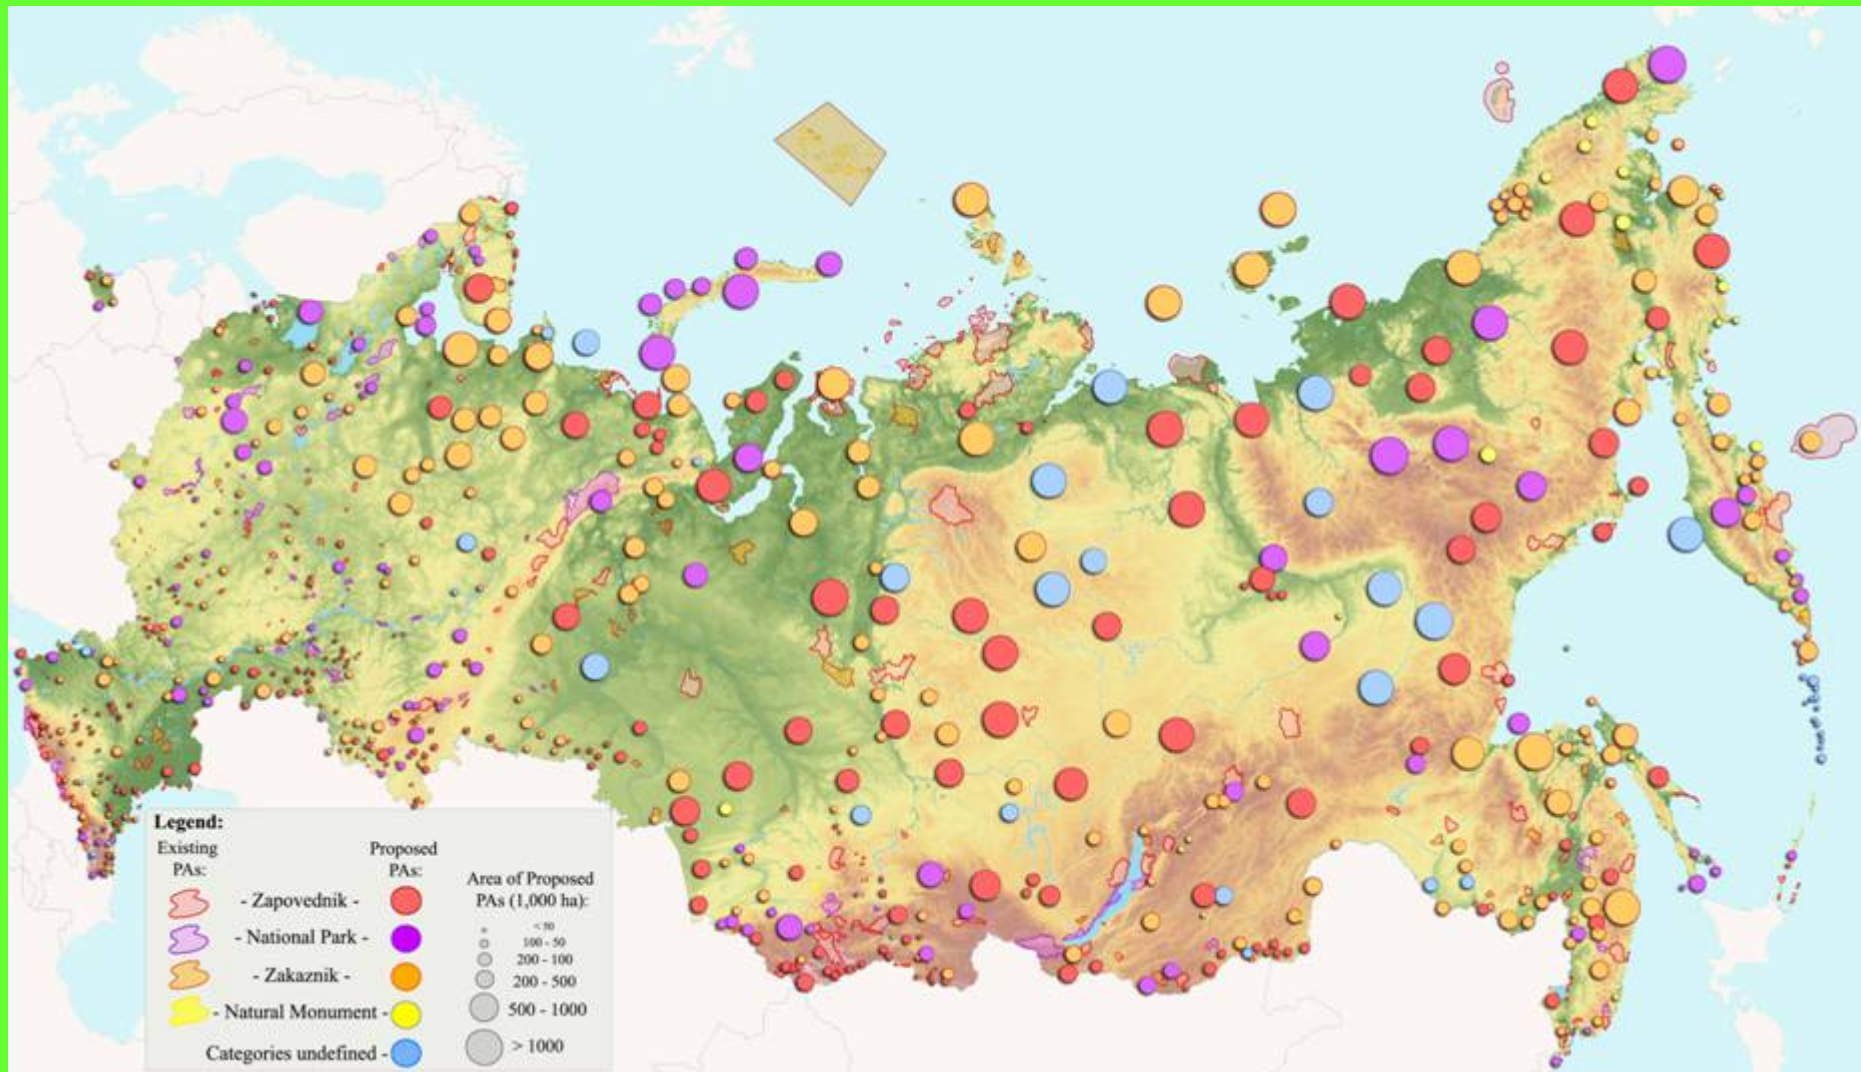 Legend:
Existing PAs:
Proposed PAs:
Area of Proposed PAs (1,000 ha):
- Zapovednik -
- National Park -
- Zakaznik -
- Natural Monument -
Categories undefined -
< 50
100 - 50
200 - 100
200 - 500
500 - 1000
> 1000